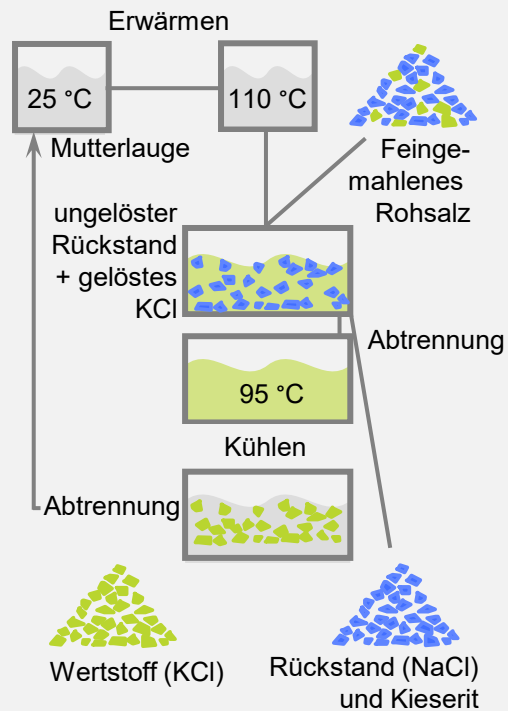 Erwärmen
25 °C
110 °C
Mutterlauge
Feinge-
mahlenes
Rohsalz
ungelöster
Rückstand
+ gelöstes
KCl
Abtrennung
95 °C
Kühlen
Abtrennung
Wertstoff (KCl)
Rückstand (NaCl)
und Kieserit